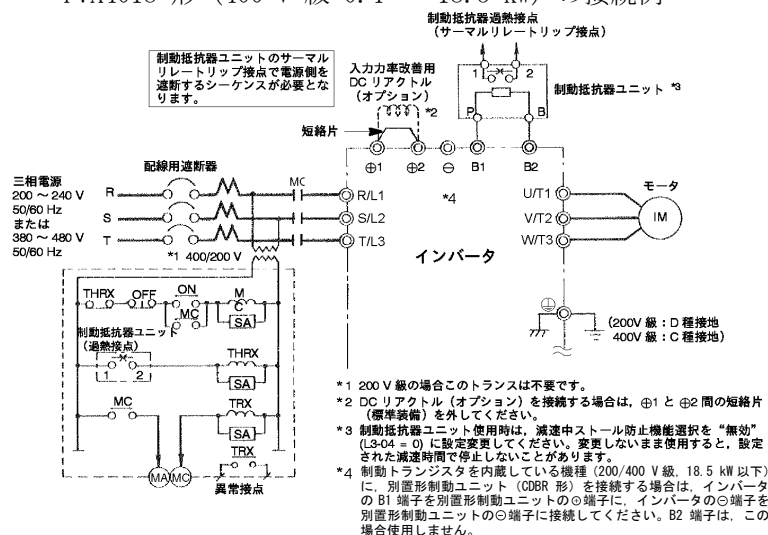 制動抵抗器過熱接点
(サーマルリレートリップ接点)
制動抵抗器ユニットのサーマル
リレートリップ接点で電源側を
遮断するシーケンスが必要とな
ります。
入力力率改善用
DC リアクトル
(オプション)
*2
短絡片
1 2
P B
制動抵抗器ユニット *3
⊕1 ⊕2 ⊖ B1 B2
*4
配線用遮断器
MC
三相電源
200 ～ 240 V
50/60 Hz
または
380 ～ 480 V
50/60 Hz
R
S
T
R/L1
S/L2
T/L3
インバータ
U/T1
V/T2
W/T3
モータ
IM
*1 400/200 V
THRX OFF ON MC
MC
SA
制動抵抗器ユニット
(過熱接点)
1 2
THRX
SA
MC
TRX
SA
TRX
MA MC
異常接点
(200V 級：D 種接地
400V 級：C 種接地)
*1 200 V 級の場合このトランスは不要です。
*2 DC リアクトル（オプション）を接続する場合は，⊕1 と ⊕2 間の短絡片
（標準装備）を外してください。
*3 制動抵抗器ユニット使用時は，減速中ストール防止機能選択を“無効”
(L3-04 = 0) に設定変更してください。変更しないまま使用すると，設定
された減速時間で停止しないことがあります。
*4 制動トランジスタを内蔵している機種 (200/400 V 級，18.5 kW 以下)
に，別置形制動ユニット（CDBR 形）を接続する場合は，インバータ
の B1 端子を別置形制動ユニットの⊕端子に，インバータの⊖端子を
別置形制動ユニットの⊖端子に接続してください。B2 端子は，この
場合使用しません。